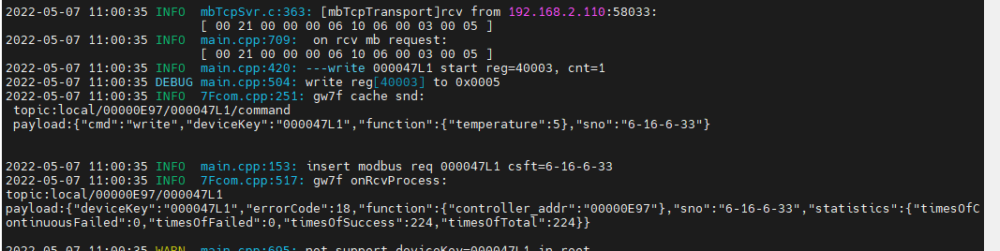 2022-05-07 11:00:35 INFO  mbTcpSvr.c:363: [mbTcpTransport]rcv from 192.168.2.110:58033:
[ 00 21 00 00 00 06 10 06 00 03 00 05 ]
2022-05-07 11:00:35 INFO  main.cpp:709:  on rcv mb request:
[ 00 21 00 00 00 06 10 06 00 03 00 05 ]
2022-05-07 11:00:35 INFO  main.cpp:420: ---write 000047L1 start reg=40003, cnt=1
2022-05-07 11:00:35 DEBUG main.cpp:504: write reg[40003] to 0x0005
2022-05-07 11:00:35 INFO  7Fcom.cpp:251: gw7f cache snd:
topic:local/00000E97/000047L1/command
payload:{"cmd":"write","deviceKey":"000047L1","function":{"temperature":5},"sno":"6-16-6-33"}
2022-05-07 11:00:35 INFO  main.cpp:153: insert modbus req 000047L1 csft=6-16-6-33
2022-05-07 11:00:35 INFO  7Fcom.cpp:517: gw7f onRcvProcess:
topic:local/00000E97/000047L1
payload:{"deviceKey":"000047L1","errorCode":18,"function":{"controller_addr":"00000E97"},"sno":"6-16-6-33","statistics":{"timesOfC
ontinuousFailed":0,"timesOfFailed":0,"timesOfSuccess":224,"timesOfTotal":224}}
2022-05-07 11:00:35 WARN  main.cpp:695: not support deviceKey=000047L1 in root